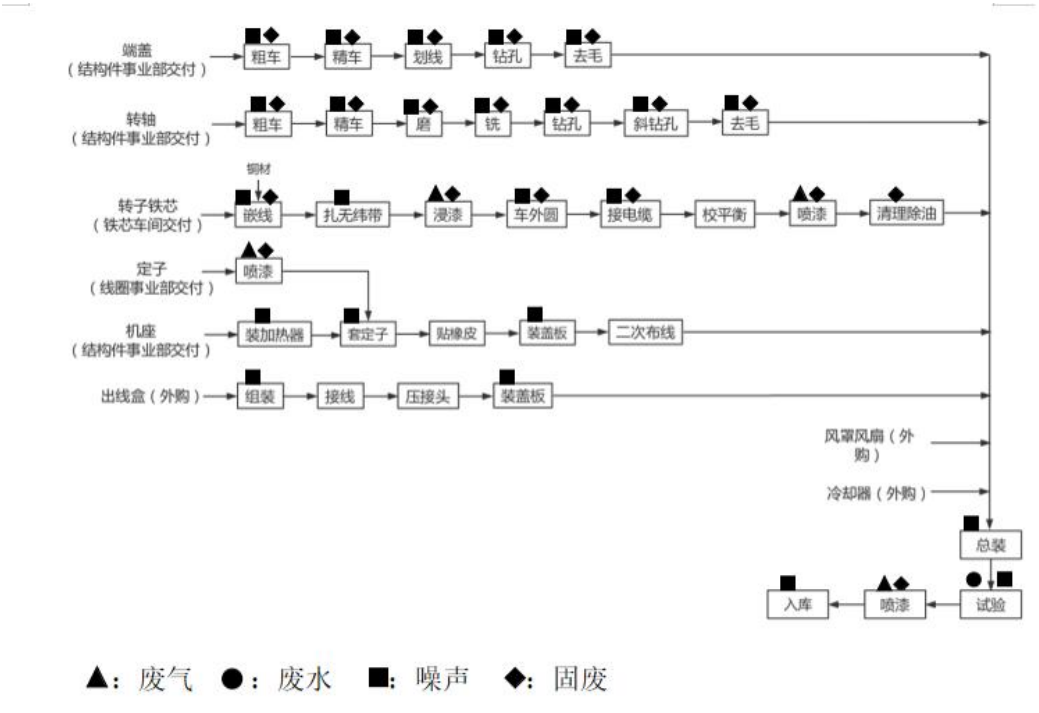 端盖
（结构件事业部交付）
粗车
精车
划线
钻孔
去毛
转轴
（结构件事业部交付）
粗车
精车
磨
铣
钻孔
斜钻孔
去毛
铜材
转子铁芯
（铁芯车间交付）
嵌线
扎无纬带
浸漆
车外圆
接电缆
校平衡
喷漆
清理除油
定子
（线圈事业部交付）
喷漆
机座
（结构件事业部交付）
装加热器
套定子
贴橡皮
装盖板
二次布线
出线盒（外购）
组装
接线
压接头
装盖板
风罩风扇（外
购）
冷却器（外购）
总装
入库
喷漆
试验
▲：废气 ●：废水 ■：噪声 ◆：固废